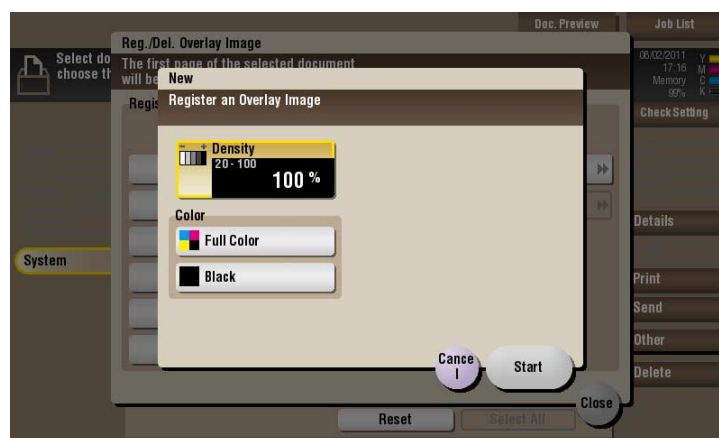 Doc. Preview
Job List
Reg./Del. Overlay Image
Select do
choose th
The first page of the selected document
will be
New
Register an Overlay Image
Regis
06/02/2011
17:16
Memory
99%
Y
M
C
K
Check Setting
- +
Density
20 - 100
100 %
Color
Full Color
Black
System
Details
Print
Send
Other
Delete
Cance
l
Start
Close
Reset
Select All